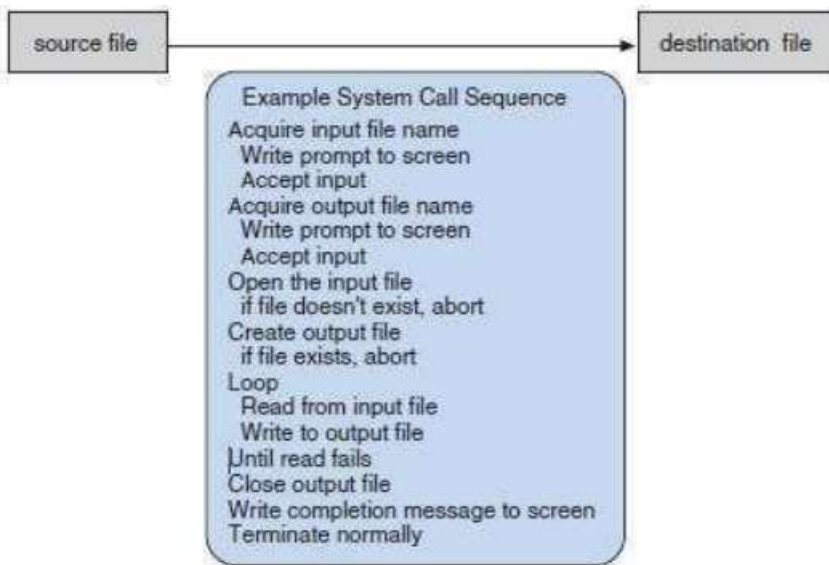 source file
destination file
Example System Call Sequence
Acquire input file name
Write prompt to screen
Accept input
Acquire output file name
Write prompt to screen
Accept input
Open the input file
if file doesn't exist, abort
Create output file
if file exists, abort
Loop
Read from input file
Write to output file
Until read fails
Close output file
Write completion message to screen
Terminate normally